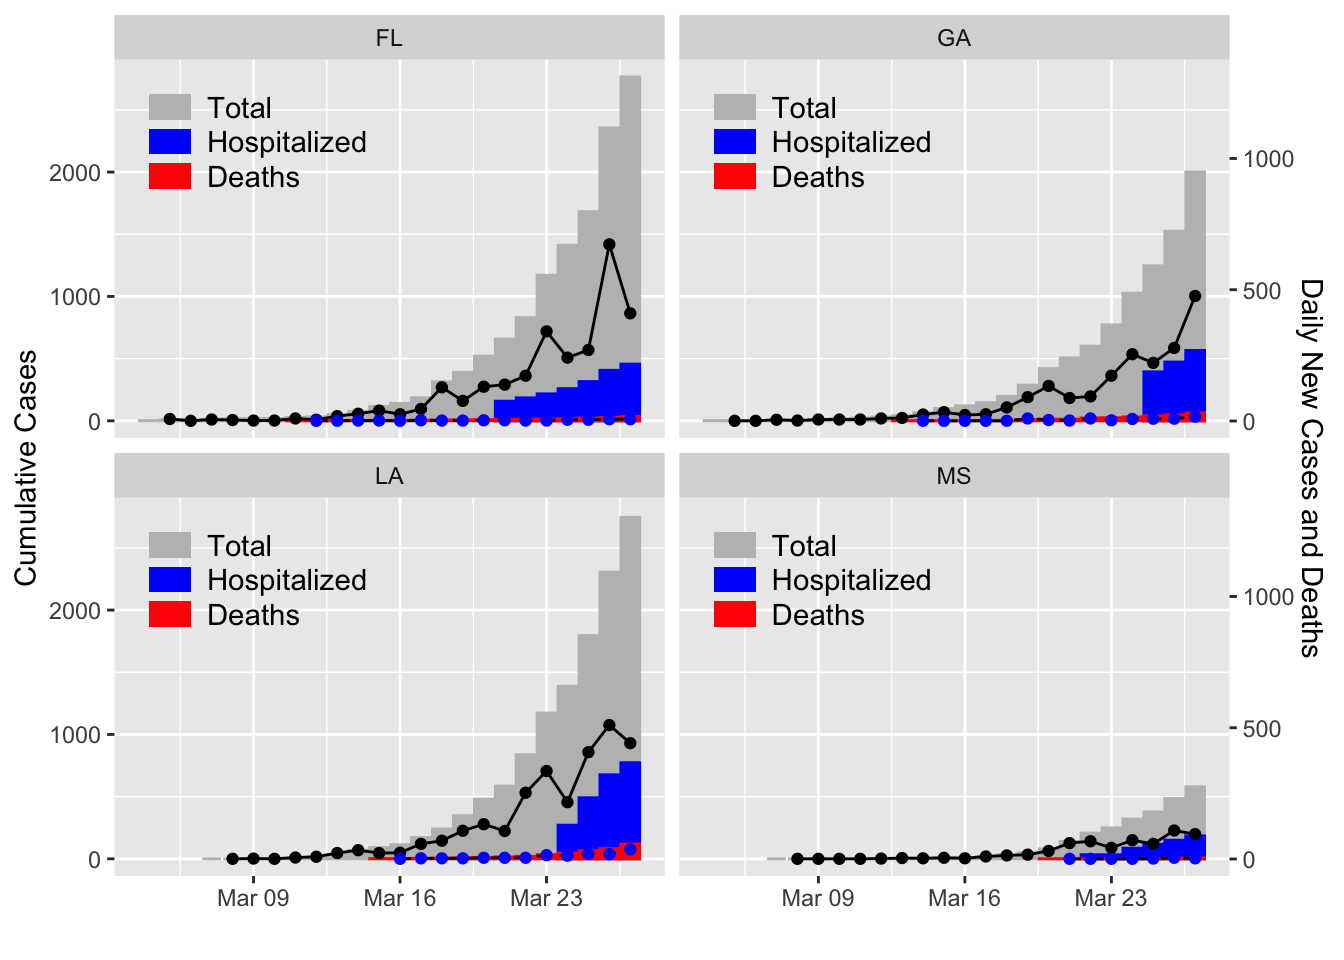 FL
GA
Total
Hospitalized
Deaths
Total
Hospitalized
Deaths
2000
1000
0
1000
500
0
Cumulative Cases
Daily New Cases and Deaths
LA
MS
Total
Hospitalized
Deaths
Total
Hospitalized
Deaths
2000
1000
0
1000
500
0
Mar 09 Mar 16 Mar 23
Mar 09 Mar 16 Mar 23